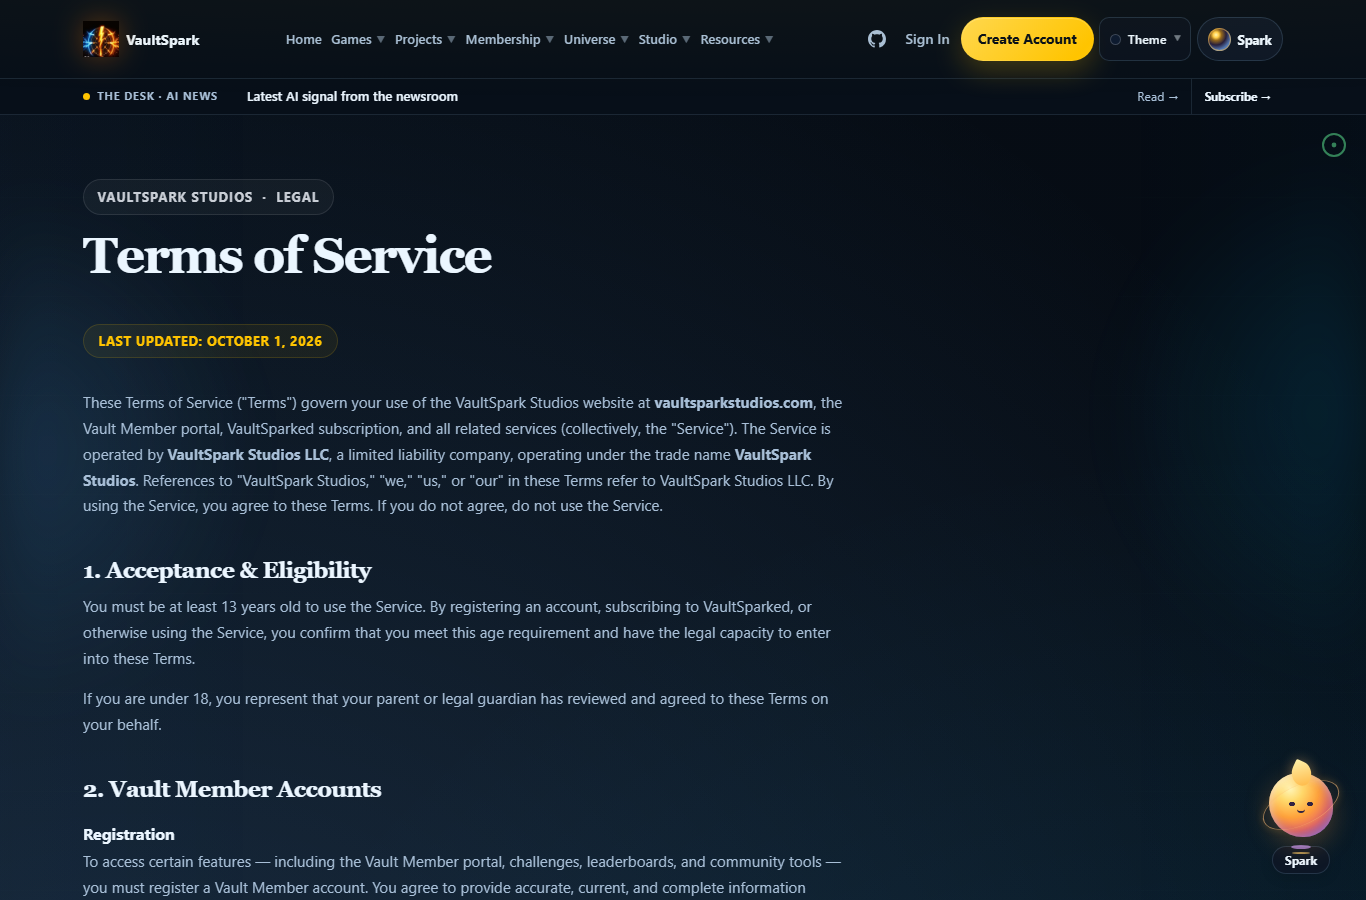 VaultSpark
Home
Games
Projects
Membership
Universe
Studio
Resources
Sign In
Create Account
Theme
Spark
THE DESK · AI NEWS
Latest AI signal from the newsroom
Read →
Subscribe →
VAULTSPARK STUDIOS · LEGAL
Terms of Service
LAST UPDATED: OCTOBER 1, 2026
These Terms of Service ("Terms") govern your use of the VaultSpark Studios website at vaultsparkstudios.com, the
Vault Member portal, VaultSparked subscription, and all related services (collectively, the "Service"). The Service is
operated by VaultSpark Studios LLC, a limited liability company, operating under the trade name VaultSpark
Studios. References to "VaultSpark Studios," "we," "us," or "our" in these Terms refer to VaultSpark Studios LLC. By
using the Service, you agree to these Terms. If you do not agree, do not use the Service.
1. Acceptance & Eligibility
You must be at least 13 years old to use the Service. By registering an account, subscribing to VaultSparked, or
otherwise using the Service, you confirm that you meet this age requirement and have the legal capacity to enter
into these Terms.
If you are under 18, you represent that your parent or legal guardian has reviewed and agreed to these Terms on
your behalf.
2. Vault Member Accounts
Registration
To access certain features — including the Vault Member portal, challenges, leaderboards, and community tools —
you must register a Vault Member account. You agree to provide accurate, current, and complete information
Spark